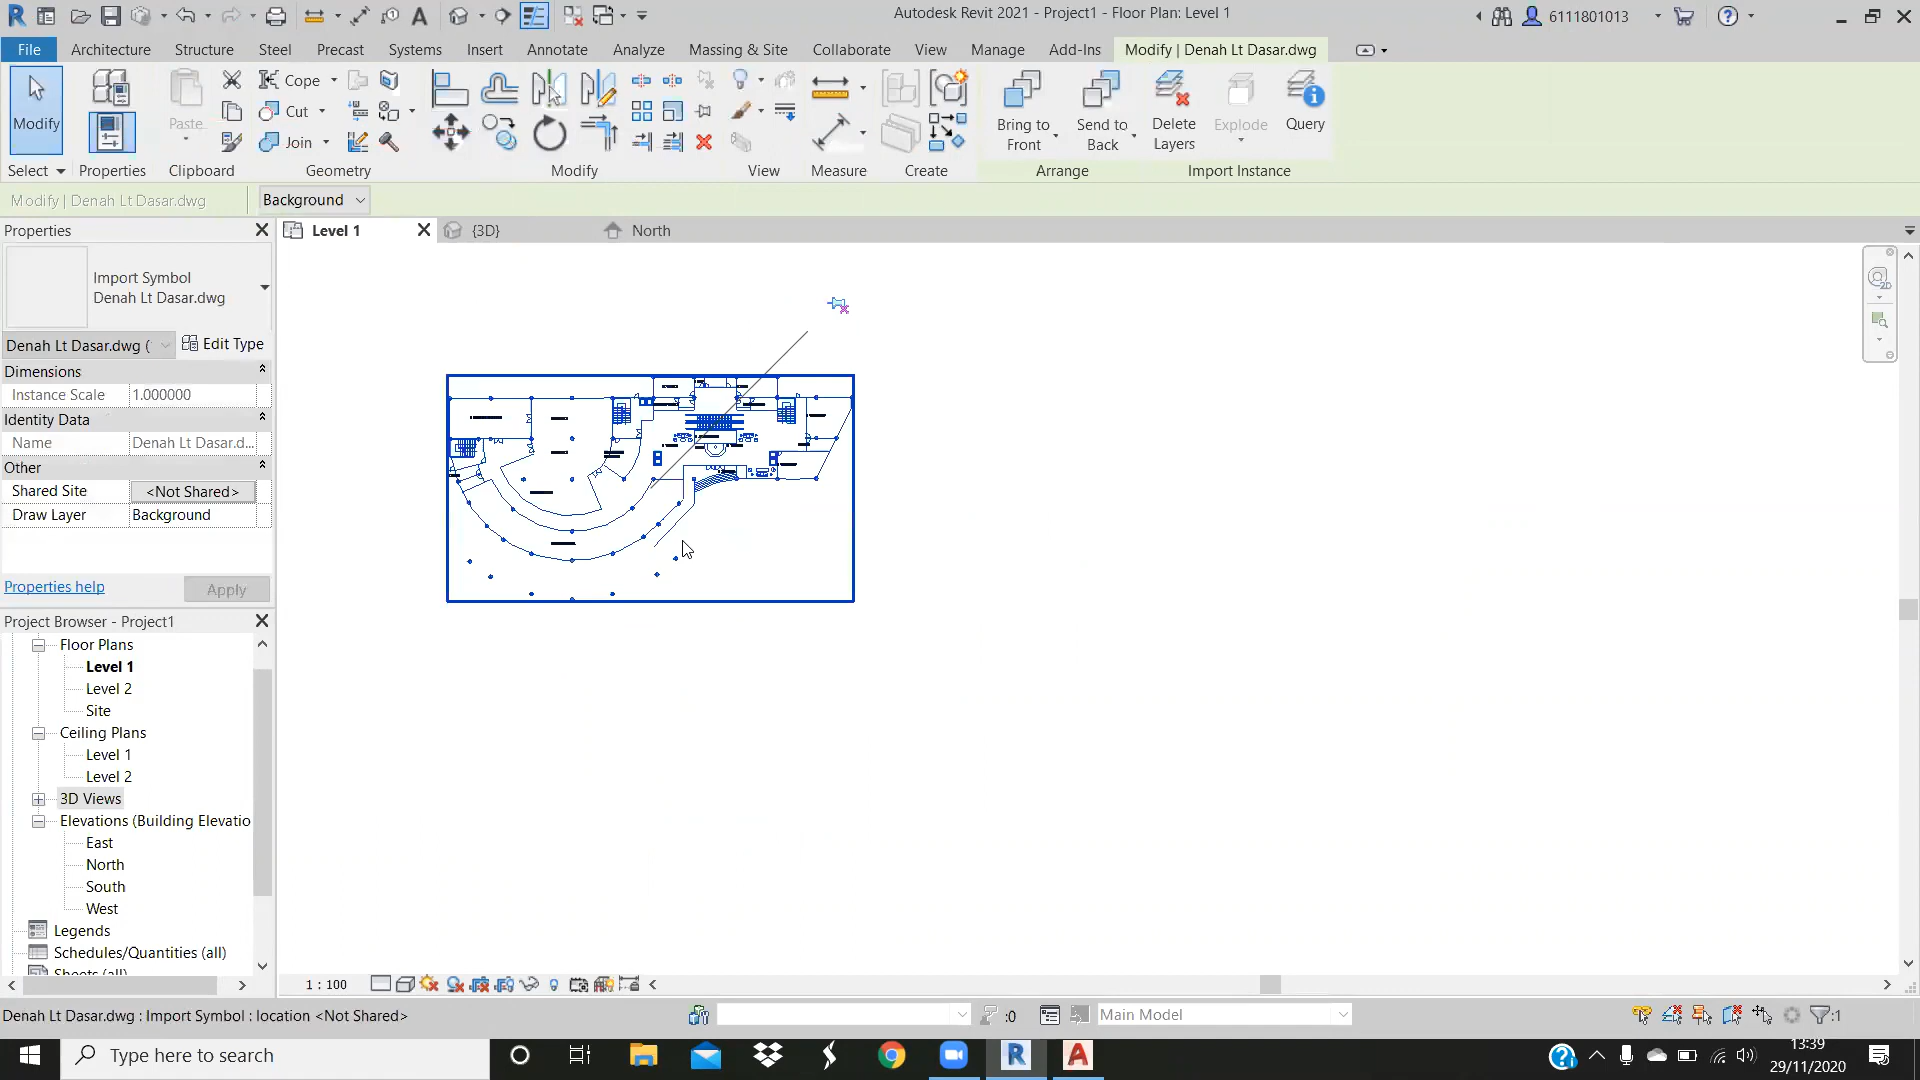 Autodesk Revit 2021 - Project1 - Floor Plan: Level 1
6111801013
File Architecture Structure Steel Precast Systems Insert Annotate Analyze Massing & Site Collaborate View Manage Add-Ins Modify | Denah Lt Dasar.dwg
Modify Paste Cope Cut Join
Bring to Front Send to Back Delete Layers Explode Query
Select Properties Clipboard Geometry Modify View Measure Create Arrange Import Instance
Modify | Denah Lt Dasar.dwg Background
Properties
Level 1 {3D} North
Import Symbol
Denah Lt Dasar.dwg
Denah Lt Dasar.dwg ( Edit Type
Dimensions
Instance Scale 1.000000
Identity Data
Name Denah Lt Dasar.d...
Other
Shared Site <Not Shared>
Draw Layer Background
Properties help Apply
Project Browser - Project1
Floor Plans
Level 1
Level 2
Site
Ceiling Plans
Level 1
Level 2
3D Views
Elevations (Building Elevatio
East
North
South
West
Legends
Schedules/Quantities (all)
Sheets (all)
1 : 100
Denah Lt Dasar.dwg : Import Symbol : location <Not Shared> :0 Main Model :1
Type here to search
13:39
29/11/2020